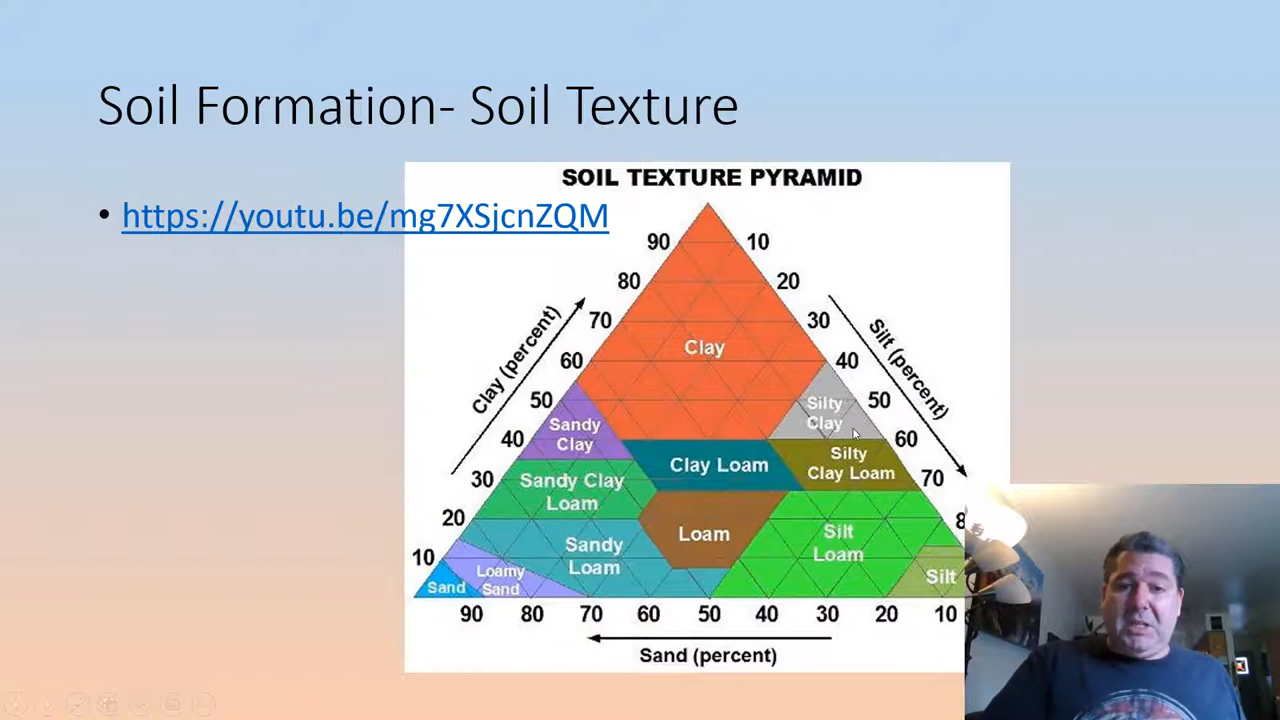 Soil Formation- Soil Texture
• https://youtu.be/mg7XSjcnZQM
SOIL TEXTURE PYRAMID
90 10
80 20
70 30
Clay (percent)
Silt (percent)
Clay
60 40
50 50
Silty
Clay
Sandy
Clay
40 60
Clay Loam
Silty
Clay Loam
30 70
Sandy Clay
Loam
20 8
Loam
Silt
Loam
Sandy
Loam
10
Sand
Loamy
Sand
Silt
90 80 70 60 50 40 30 20 10
Sand (percent)